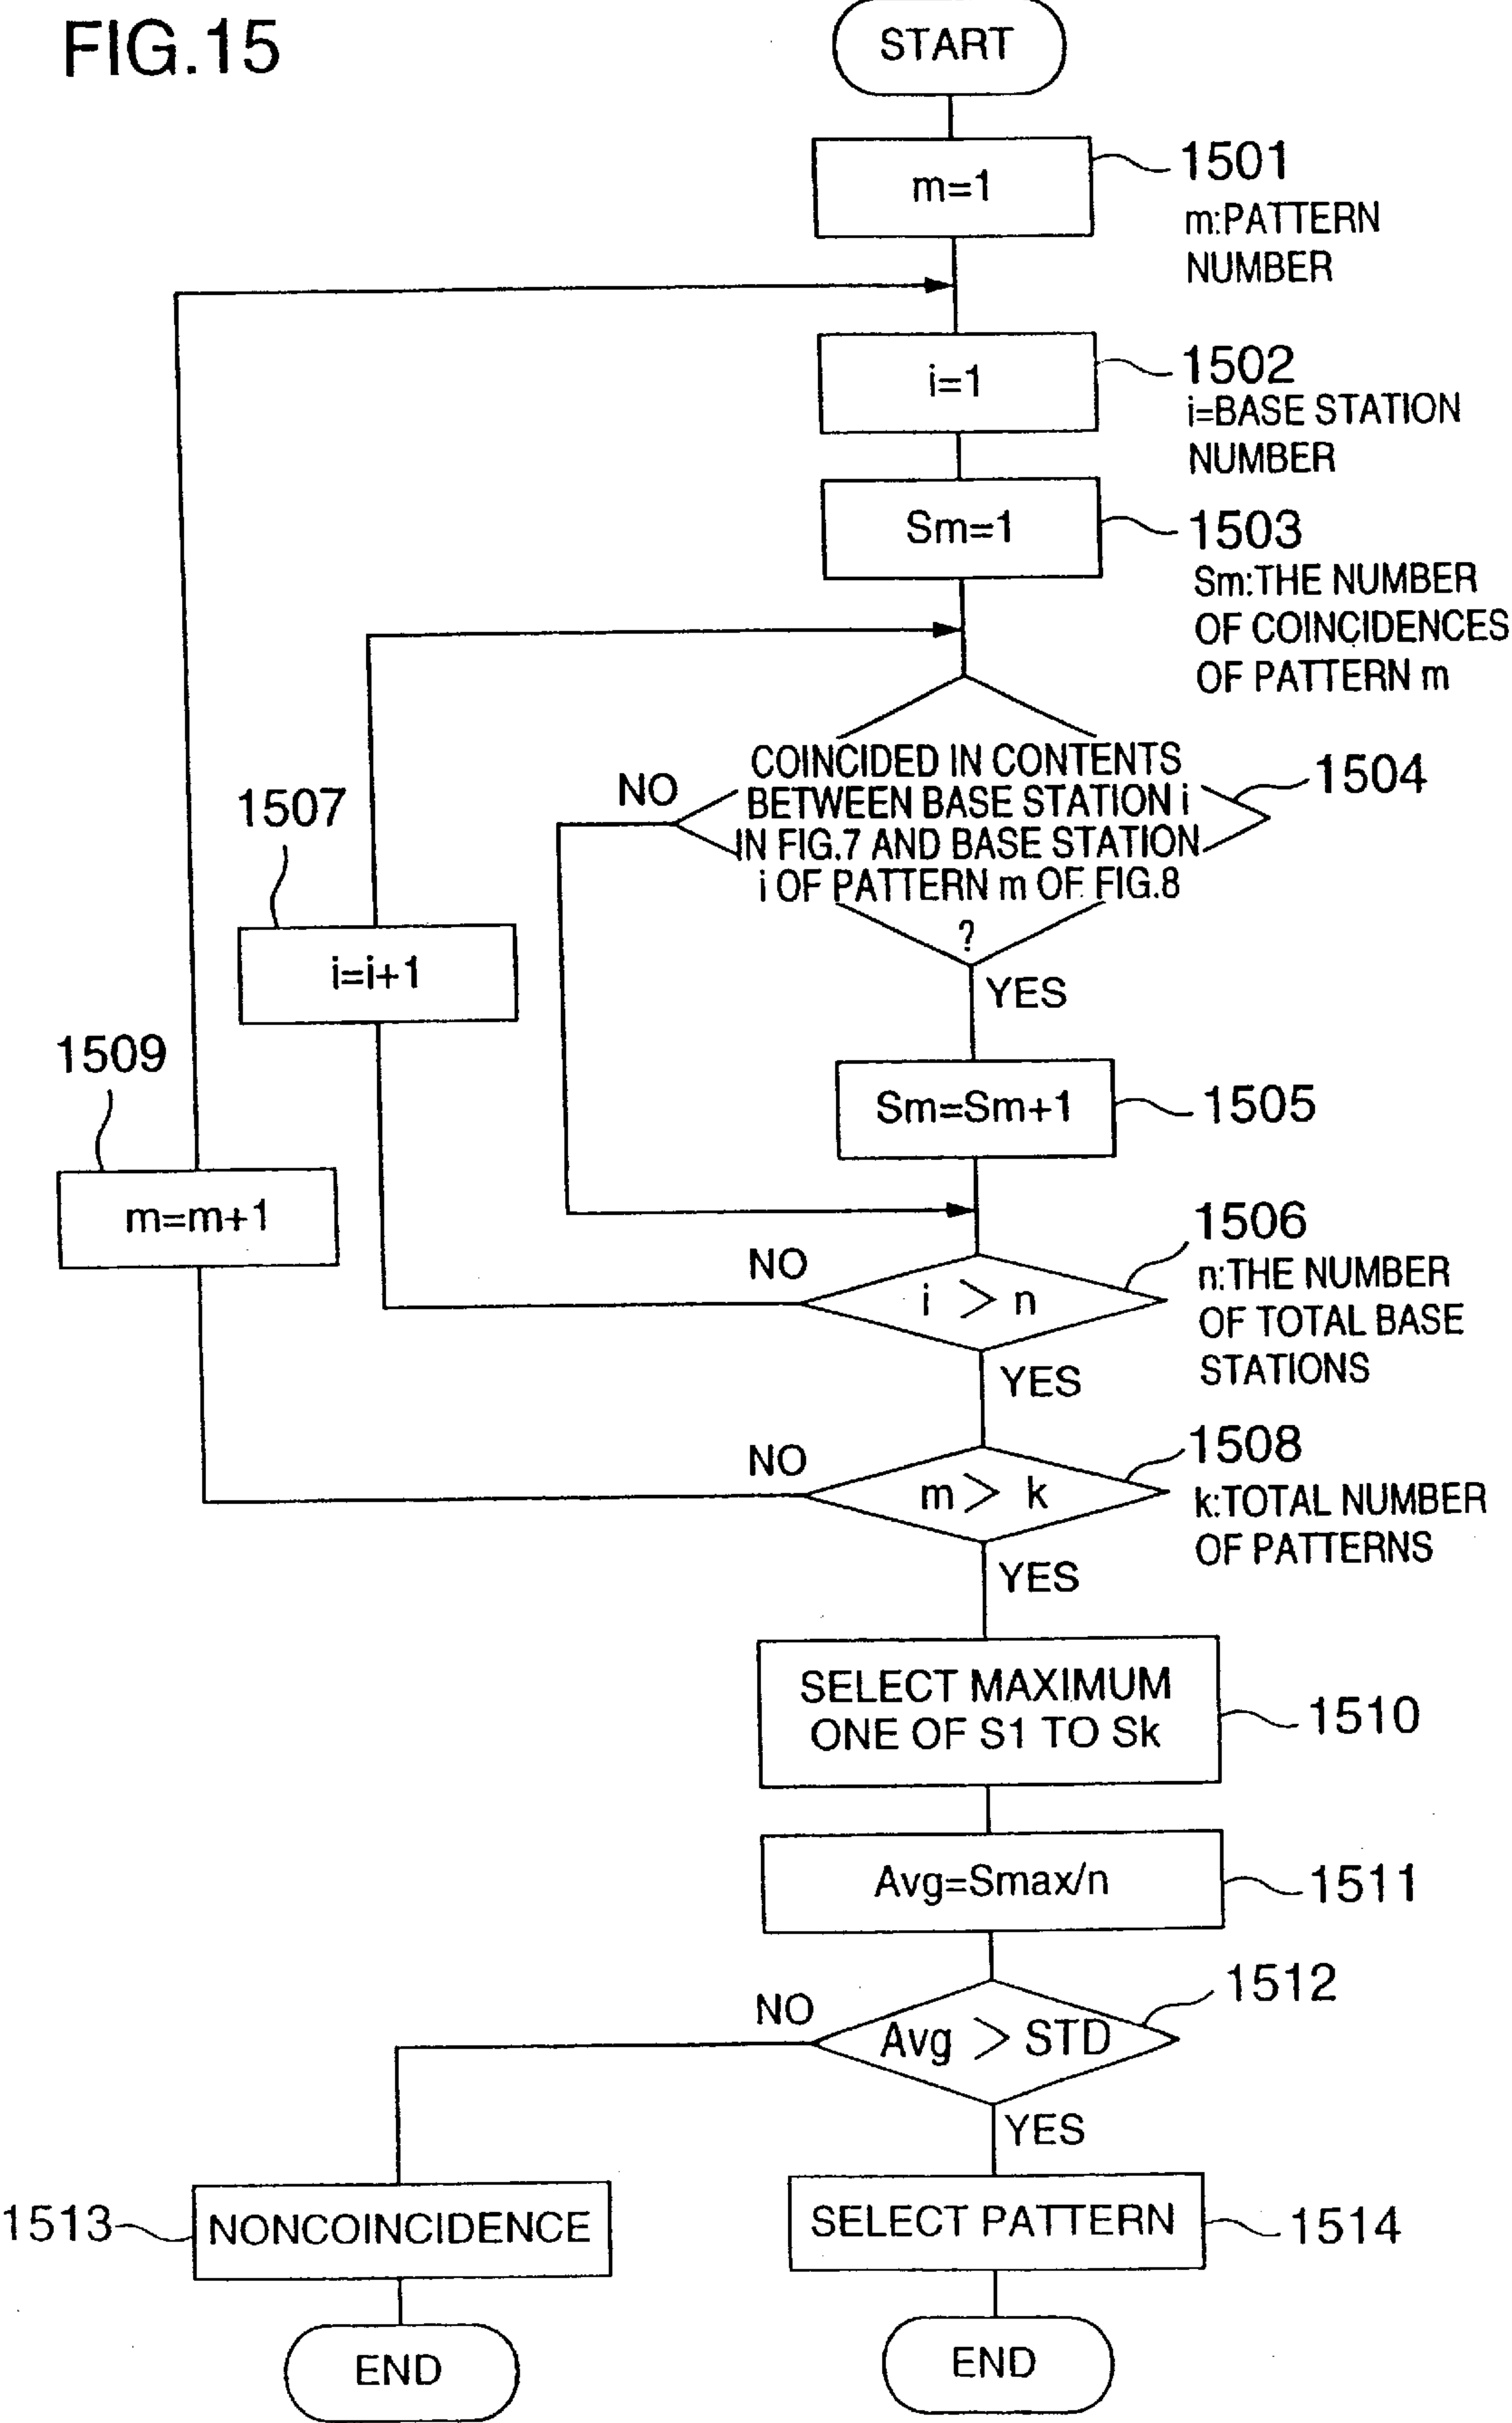 FIG.15
START
m=1
1501
m:PATTERN
NUMBER
i=1
1502
i=BASE STATION
NUMBER
Sm=1
1503
Sm:THE NUMBER
OF COINCIDENCES
OF PATTERN m
COINCIDED IN CONTENTS
BETWEEN BASE STATION i
IN FIG.7 AND BASE STATION
i OF PATTERN m OF FIG.8
?
1504
NO
YES
1507
i=i+1
1509
m=m+1
Sm=Sm+1
1505
NO
i > n
1506
n:THE NUMBER
OF TOTAL BASE
STATIONS
YES
NO
m > k
1508
k:TOTAL NUMBER
OF PATTERNS
YES
SELECT MAXIMUM
ONE OF S1 TO Sk
1510
Avg=Smax/n
1511
NO
Avg > STD
1512
YES
1513
NONCOINCIDENCE
SELECT PATTERN
1514
END
END